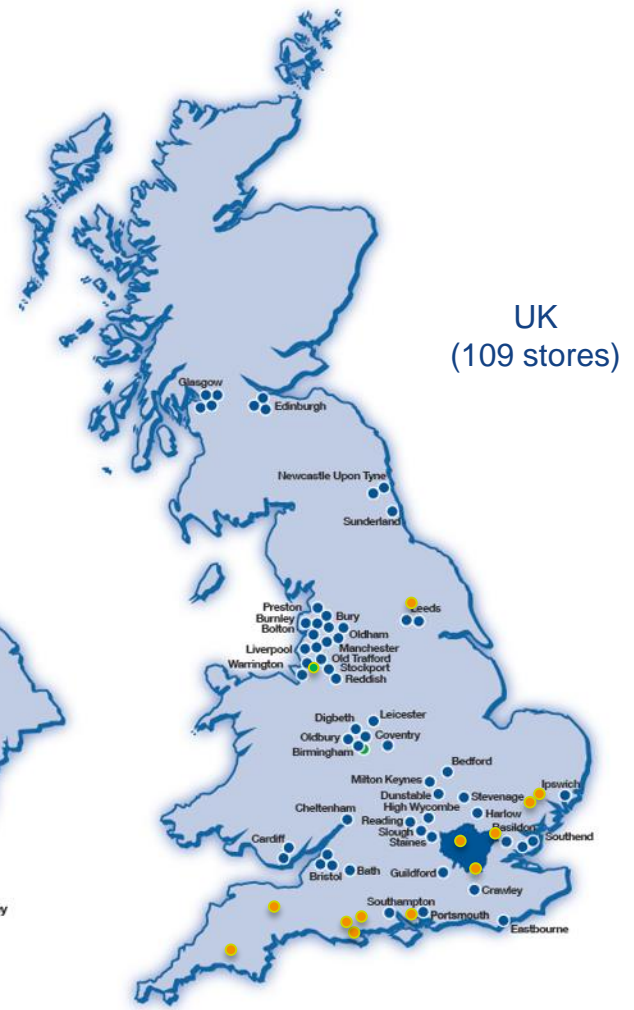 UK
(109 stores)
Glasgow
Edinburgh
Newcastle Upon Tyne
Sunderland
Leeds
Preston
Bury
Burnley
Bolton
Oldham
Manchester
Liverpool
Old Trafford
Warrington
Stockport
Reddish
Digbeth
Leicester
Oldbury
Coventry
Birmingham
Bedford
Milton Keynes
Ipswich
Dunstable
Stevenage
High Wycombe
Harlow
Cheltenham
Reading
Basildon
Slough
Southend
Staines
Cardiff
Bristol
Bath
Guildford
Crawley
Southampton
Portsmouth
Eastbourne
ey